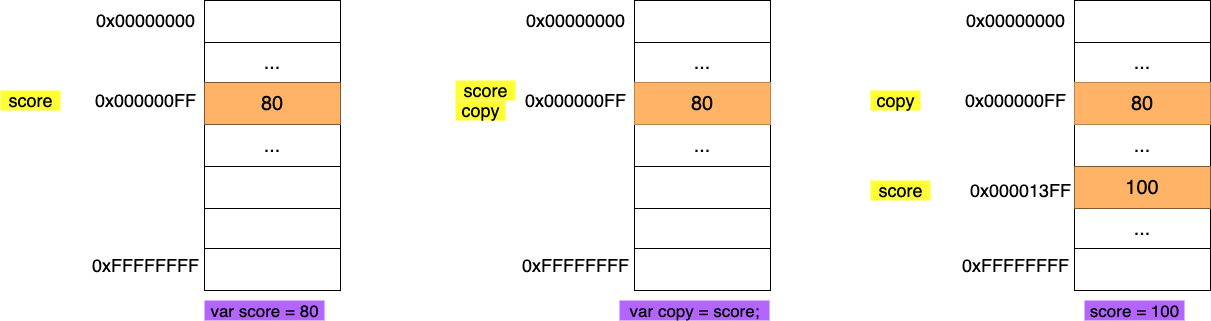 0x00000000
...
score 0x000000FF 80
...
0xFFFFFFFF
var score = 80
0x00000000
...
score
copy
0x000000FF 80
...
0xFFFFFFFF
var copy = score;
0x00000000
...
copy 0x000000FF 80
...
score 0x000013FF 100
...
0xFFFFFFFF
score = 100